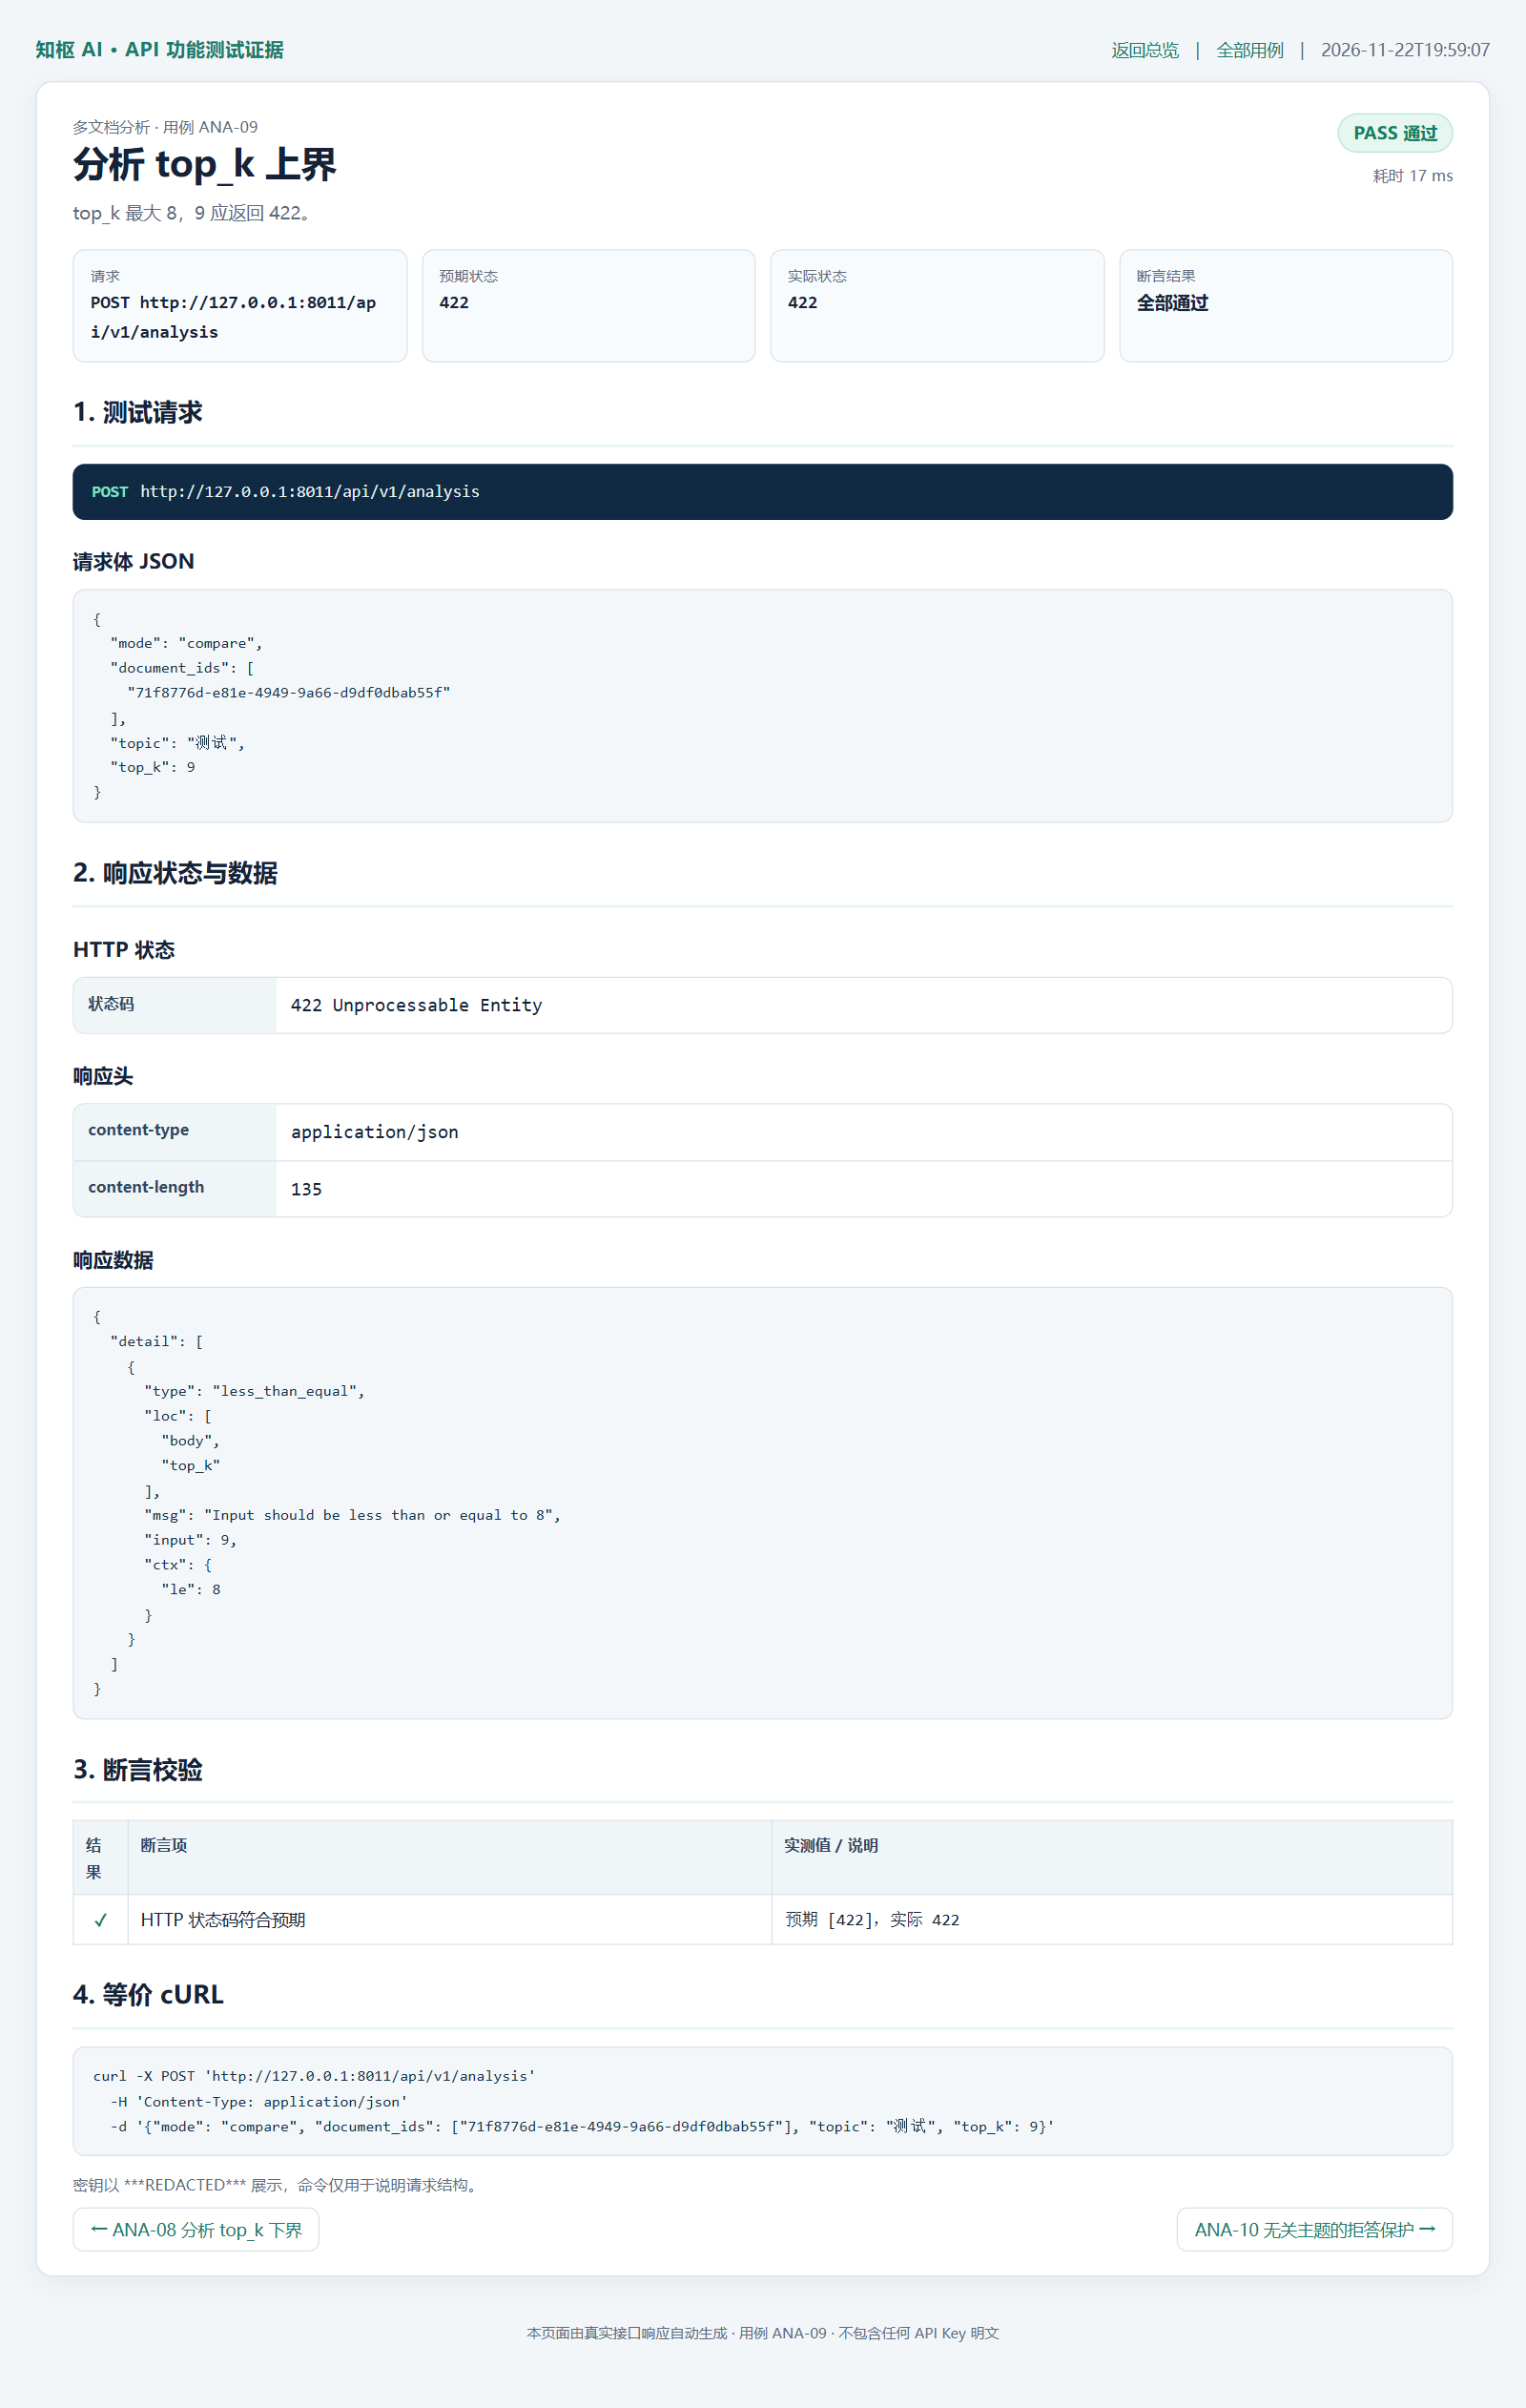 知枢 AI • API 功能测试证据
返回总览 | 全部用例 | 2026-11-22T19:59:07
多文档分析 · 用例 ANA-09
PASS 通过
分析 top_k 上界
耗时 17 ms
top_k 最大 8，9 应返回 422。
请求
POST http://127.0.0.1:8011/ap
i/v1/analysis
预期状态
422
实际状态
422
断言结果
全部通过
1. 测试请求
POST http://127.0.0.1:8011/api/v1/analysis
请求体 JSON
{
  "mode": "compare",
  "document_ids": [
    "71f8776d-e81e-4949-9a66-d9df0dbab55f"
  ],
  "topic": "测试",
  "top_k": 9
}
2. 响应状态与数据
HTTP 状态
状态码 422 Unprocessable Entity
响应头
content-type application/json
content-length 135
响应数据
{
  "detail": [
    {
      "type": "less_than_equal",
      "loc": [
        "body",
        "top_k"
      ],
      "msg": "Input should be less than or equal to 8",
      "input": 9,
      "ctx": {
        "le": 8
      }
    }
  ]
}
3. 断言校验
结
果
断言项
实测值 / 说明
✓ HTTP 状态码符合预期 预期 [422]，实际 422
4. 等价 cURL
curl -X POST 'http://127.0.0.1:8011/api/v1/analysis'
  -H 'Content-Type: application/json'
  -d '{"mode": "compare", "document_ids": ["71f8776d-e81e-4949-9a66-d9df0dbab55f"], "topic": "测试", "top_k": 9}'
密钥以 ***REDACTED*** 展示，命令仅用于说明请求结构。
← ANA-08 分析 top_k 下界
ANA-10 无关主题的拒答保护 →
本页面由真实接口响应自动生成 · 用例 ANA-09 · 不包含任何 API Key 明文